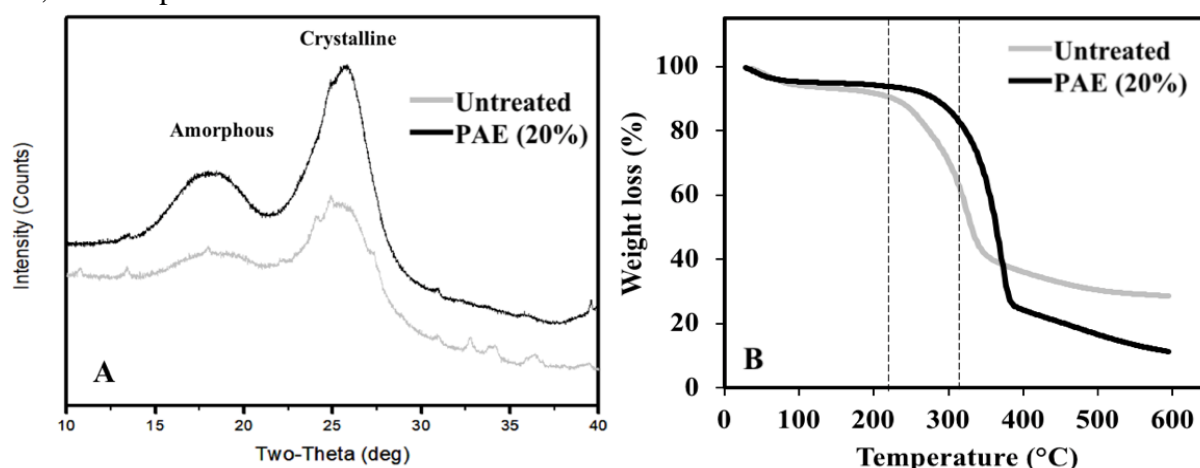 Crystalline
Amorphous
Untreated
PAE (20%)
Intensity (Counts)
A
10 15 20 25 30 35 40
Two-Theta (deg)
Untreated
PAE (20%)
Weight loss (%)
100
80
60
40
20
0
B
0 100 200 300 400 500 600
Temperature (°C)